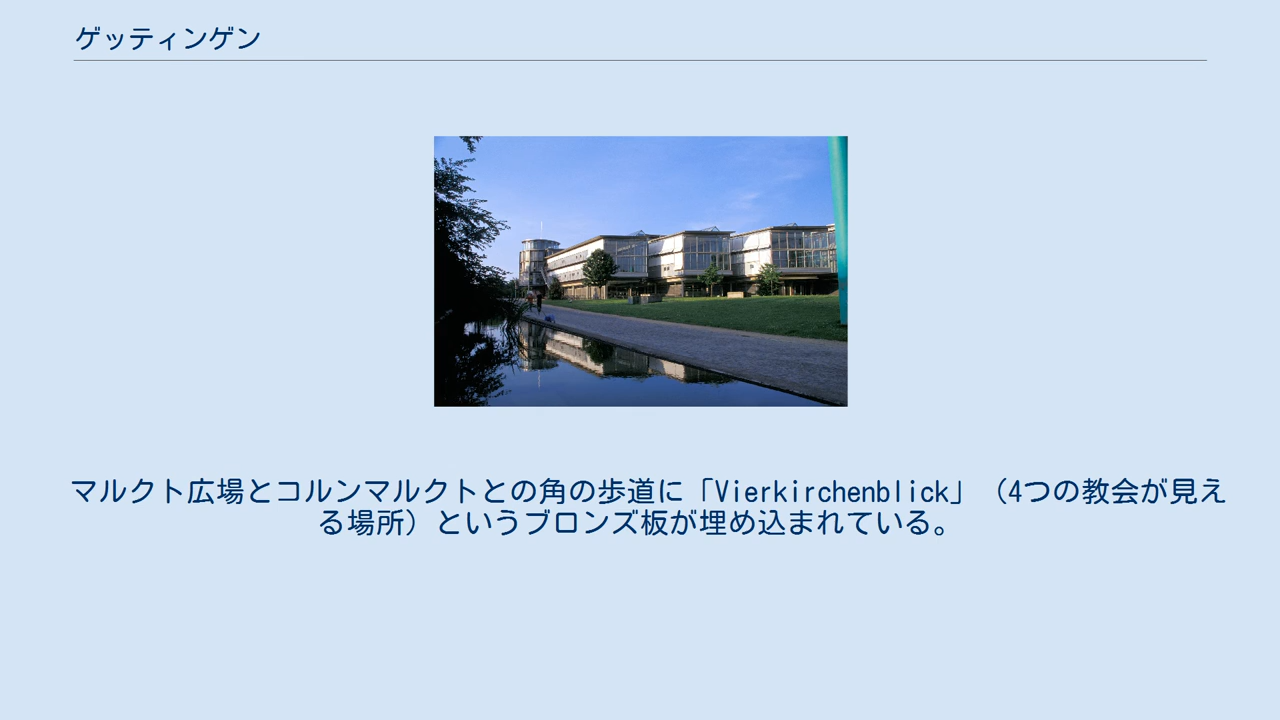 ゲッティンゲン
マルクト広場とコルンマルクトとの角の歩道に「Vierkirchenblick」（4つの教会が見え
る場所）というブロンズ板が埋め込まれている。